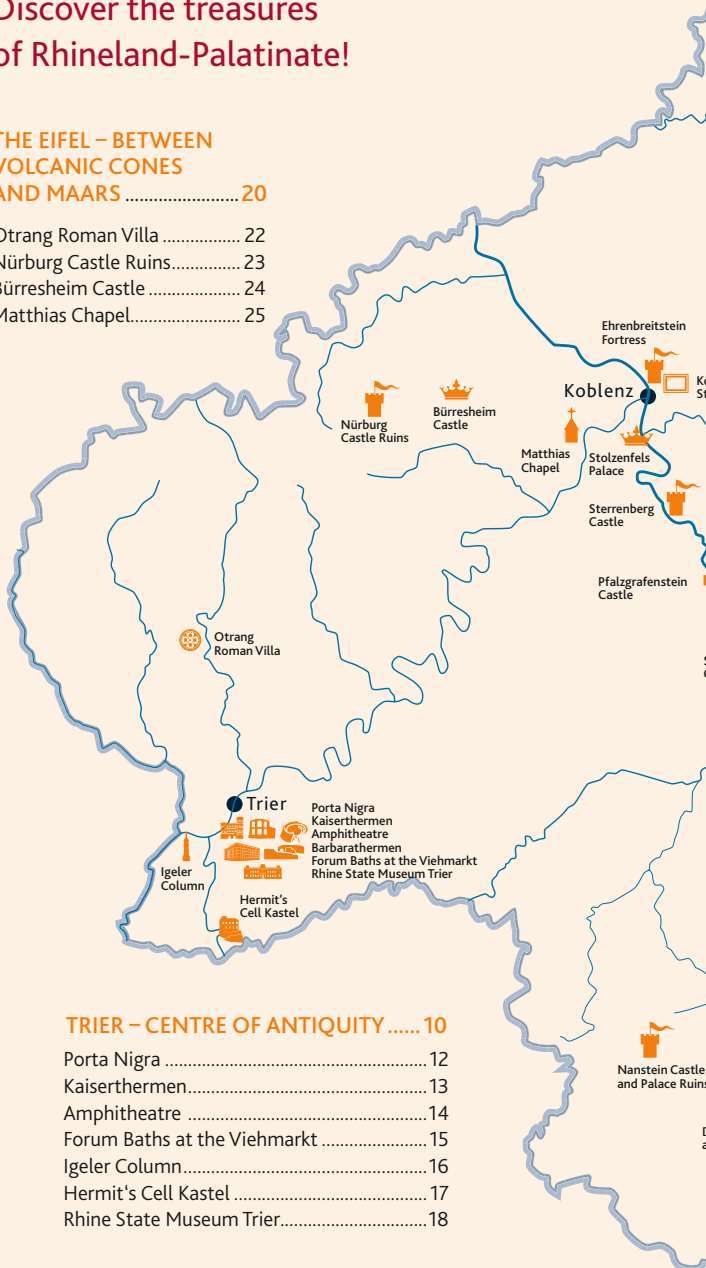 Discover the treasures
of Rhineland-Palatinate!
THE EIFEL – BETWEEN
VOLCANIC CONES
AND MAARS ....................... 20
Otrang Roman Villa ................ 22
Nürburg Castle Ruins.............. 23
Bürresheim Castle ................... 24
Matthias Chapel....................... 25
Ehrenbreitstein
Fortress
Koblenz
Nürburg
Castle Ruins
Bürresheim
Castle
Matthias
Chapel
Stolzenfels
Palace
Sterrenberg
Castle
Pfalzgrafenstein
Castle
Otrang
Roman Villa
Trier
Porta Nigra
Kaiserthermen
Amphitheatre
Barbarathermen
Forum Baths at the Viehmarkt
Rhine State Museum Trier
Igeler
Column
Hermit's
Cell Kastel
TRIER – CENTRE OF ANTIQUITY ...... 10
Porta Nigra ...................................................... 12
Kaiserthermen................................................. 13
Amphitheatre ................................................. 14
Forum Baths at the Viehmarkt ...................... 15
Igeler Column.................................................. 16
Hermit‘s Cell Kastel ........................................ 17
Rhine State Museum Trier.............................. 18
Nanstein Castle
and Palace Ruins